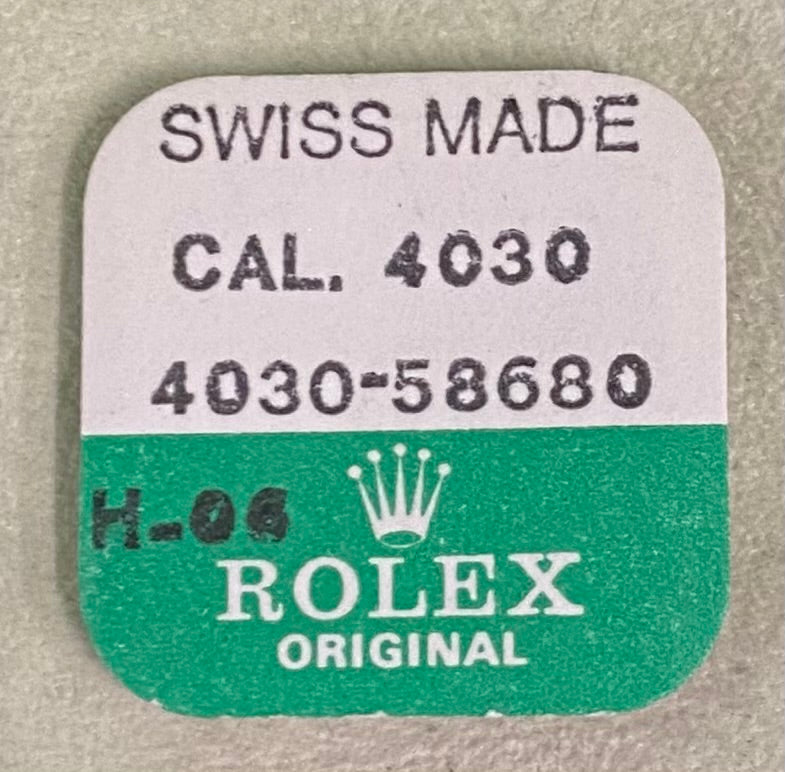 SWISS MADE
CAL. 4030
4030-58680
H-06
ROLEX
ORIGINAL